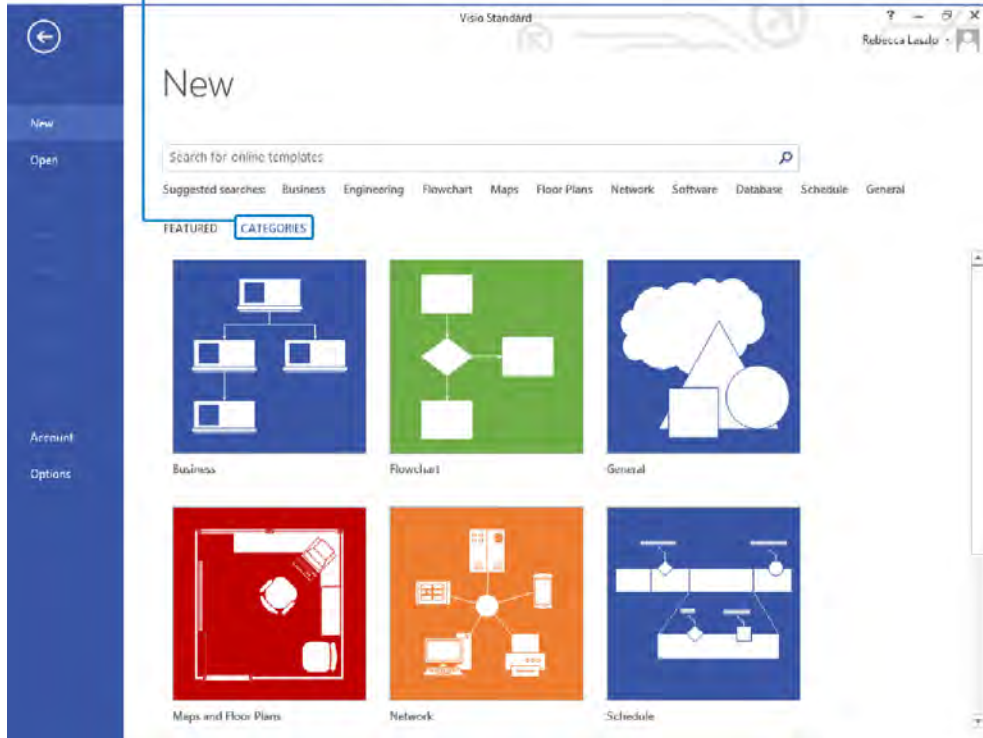 Visio Standard
? – X
Rebecca Laszlo
New
New
Open
Search for online templates
Suggested searches: Business Engineering Flowchart Maps Floor Plans Network Software Database Schedule General
FEATURED CATEGORIES
Account
Options
Business Flowchart General
Maps and Floor Plans Network Schedule